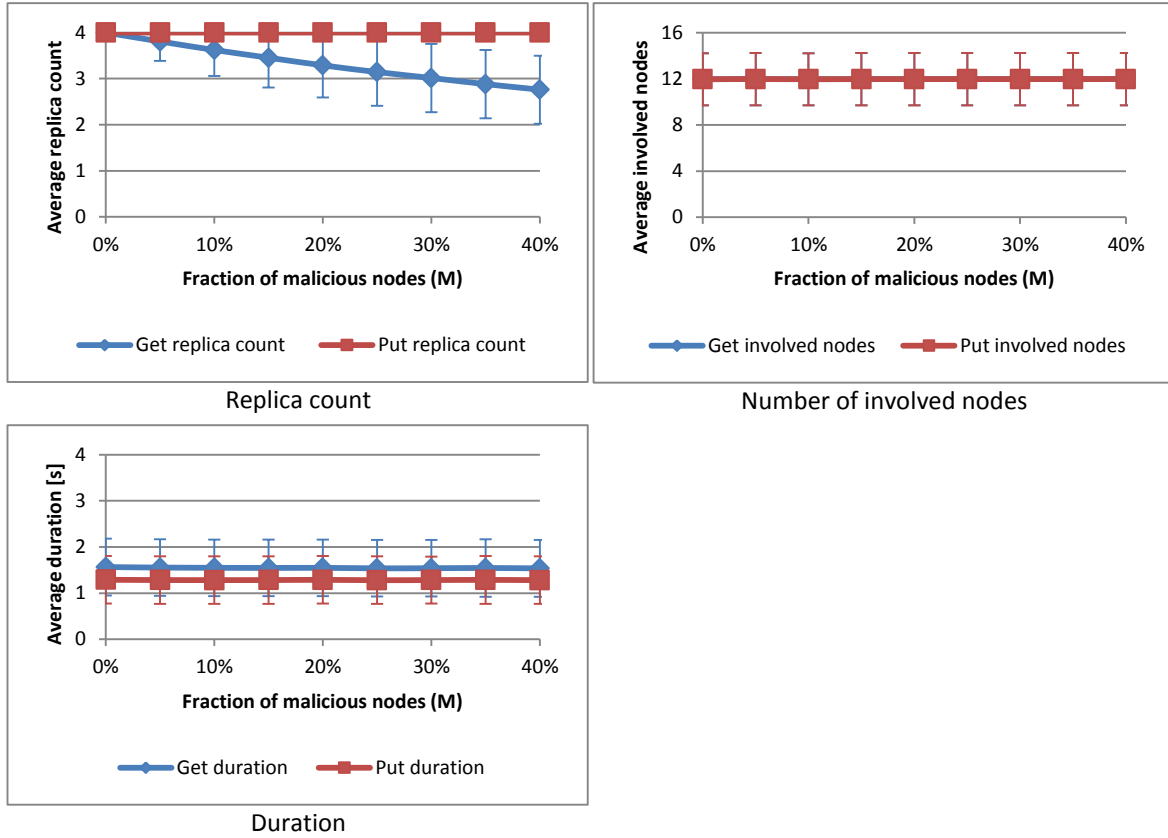 4
3
2
1
0
Average replica count
0% 10% 20% 30% 40%
Fraction of malicious nodes (M)
Get replica count Put replica count
Replica count
16
12
8
4
0
Average involved nodes
0% 10% 20% 30% 40%
Fraction of malicious nodes (M)
Get involved nodes Put involved nodes
Number of involved nodes
4
3
2
1
0
Average duration [s]
0% 10% 20% 30% 40%
Fraction of malicious nodes (M)
Get duration Put duration
Duration